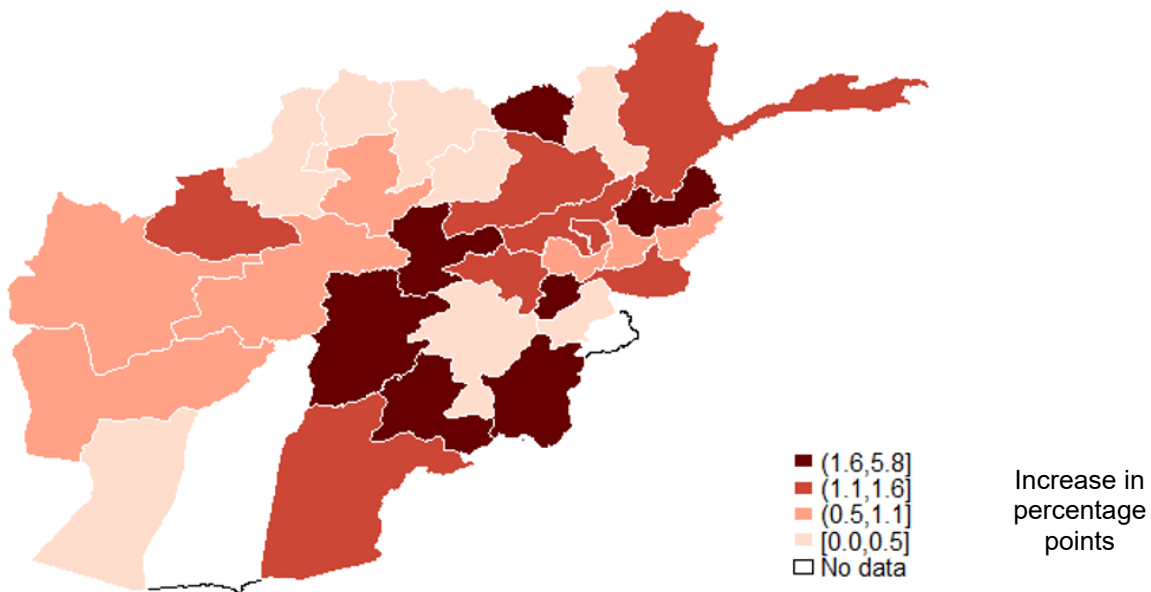 (1.6,5.8]
(1.1,1.6]
(0.5,1.1]
[0.0,0.5]
No data
Increase in
percentage
points